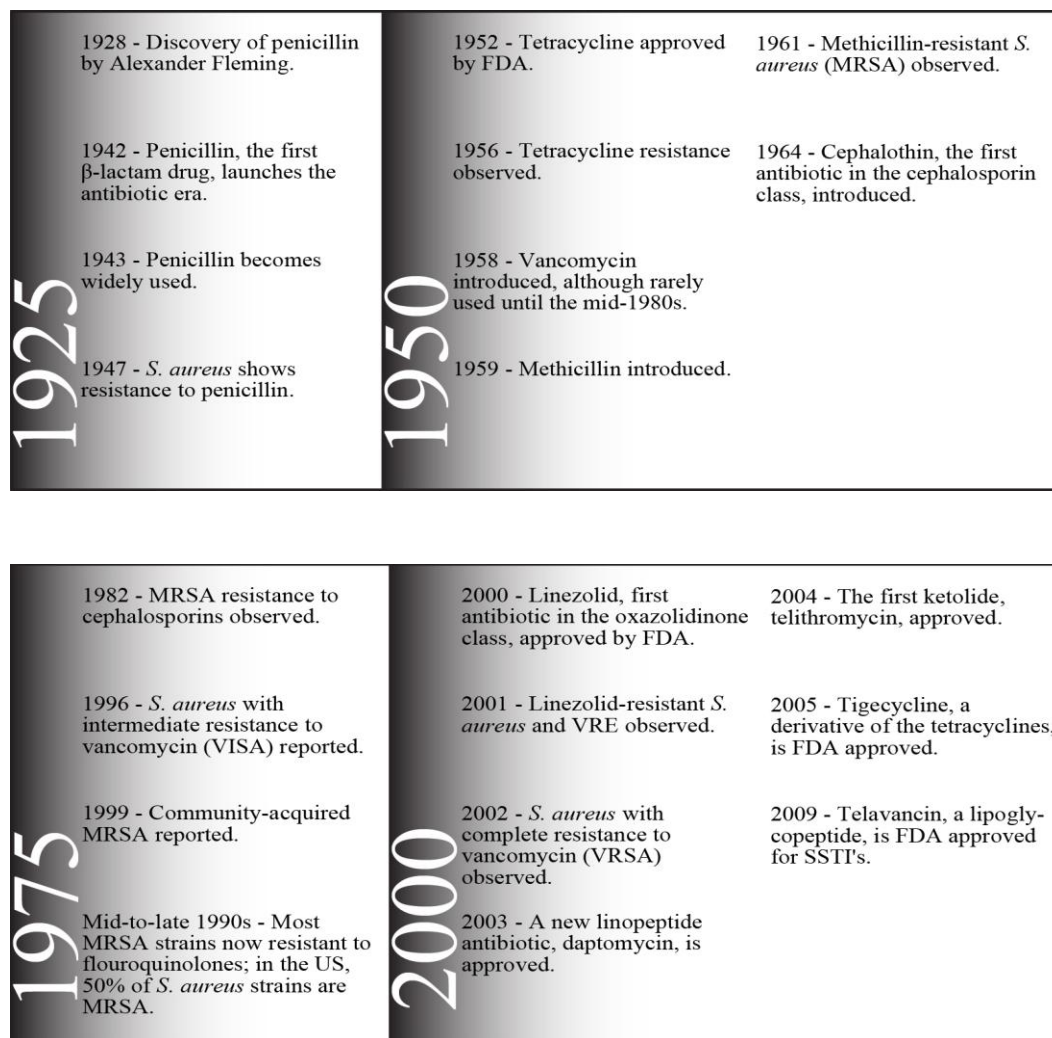 1925
1928 - Discovery of penicillin
by Alexander Fleming.
1942 - Penicillin, the first
β-lactam drug, launches the
antibiotic era.
1943 - Penicillin becomes
widely used.
1947 - S. aureus shows
resistance to penicillin.
1950
1952 - Tetracycline approved
by FDA.
1956 - Tetracycline resistance
observed.
1958 - Vancomycin
introduced, although rarely
used until the mid-1980s.
1959 - Methicillin introduced.
1961 - Methicillin-resistant S.
aureus (MRSA) observed.
1964 - Cephalothin, the first
antibiotic in the cephalosporin
class, introduced.
1975
1982 - MRSA resistance to
cephalosporins observed.
1996 - S. aureus with
intermediate resistance to
vancomycin (VISA) reported.
1999 - Community-acquired
MRSA reported.
Mid-to-late 1990s - Most
MRSA strains now resistant to
flouroquinolones; in the US,
50% of S. aureus strains are
MRSA.
2000
2000 - Linezolid, first
antibiotic in the oxazolidinone
class, approved by FDA.
2001 - Linezolid-resistant S.
aureus and VRE observed.
2002 - S. aureus with
complete resistance to
vancomycin (VRSA)
observed.
2003 - A new linopeptide
antibiotic, daptomycin, is
approved.
2004 - The first ketolide,
telithromycin, approved.
2005 - Tigecycline, a
derivative of the tetracyclines,
is FDA approved.
2009 - Telavancin, a lipogly-
copeptide, is FDA approved
for SSTI's.